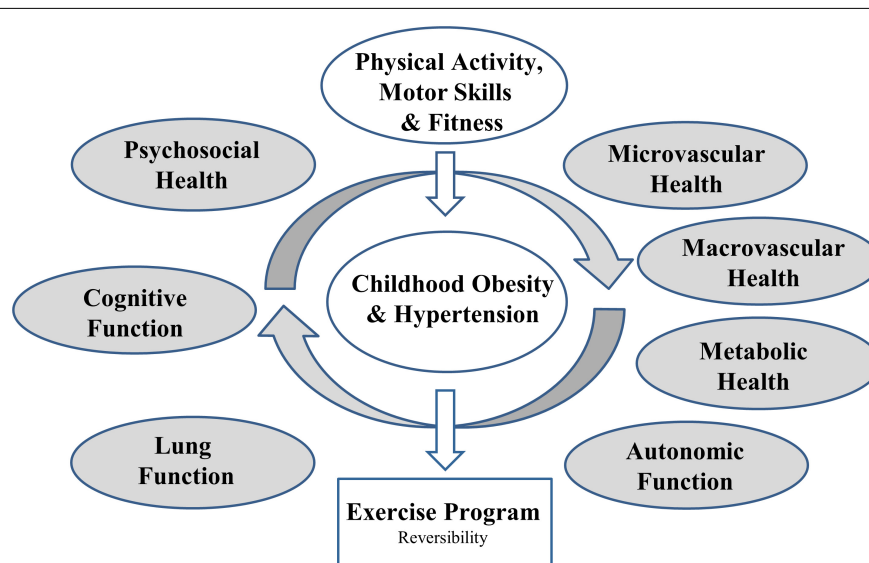 Physical Activity,
Motor Skills
& Fitness
Psychosocial
Health
Microvascular
Health
Macrovascular
Health
Cognitive
Function
Childhood Obesity
& Hypertension
Metabolic
Health
Lung
Function
Autonomic
Function
Exercise Program
Reversibility